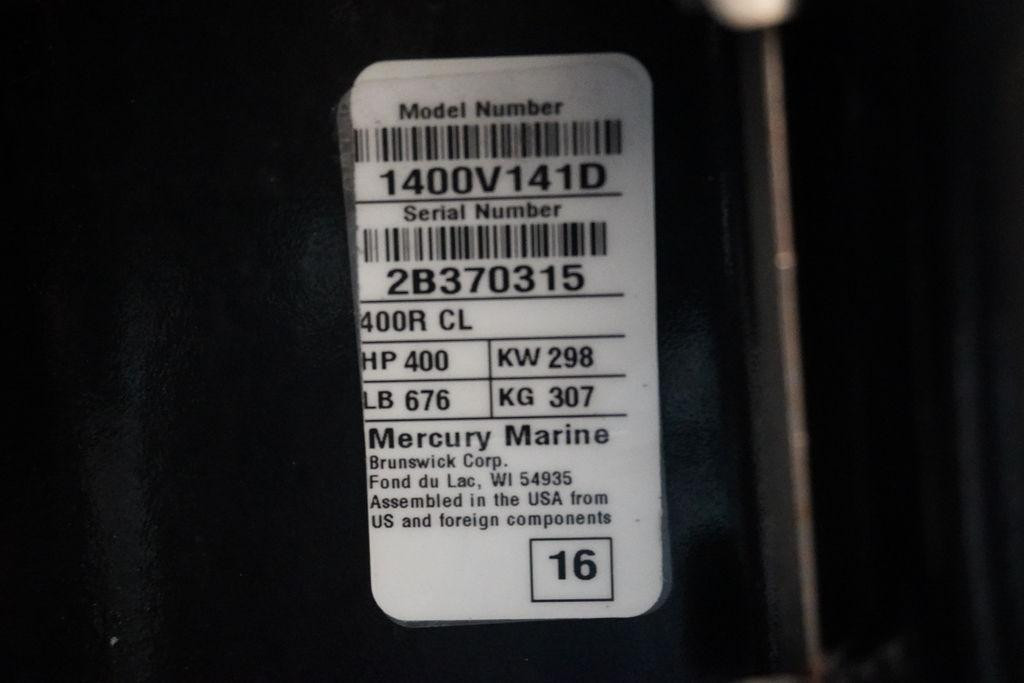 Model Number
1400V141D
Serial Number
2B370315
400R CL
HP 400 KW 298
LB 676 KG 307
Mercury Marine
Brunswick Corp.
Fond du Lac, WI 54935
Assembled in the USA from
US and foreign components
16